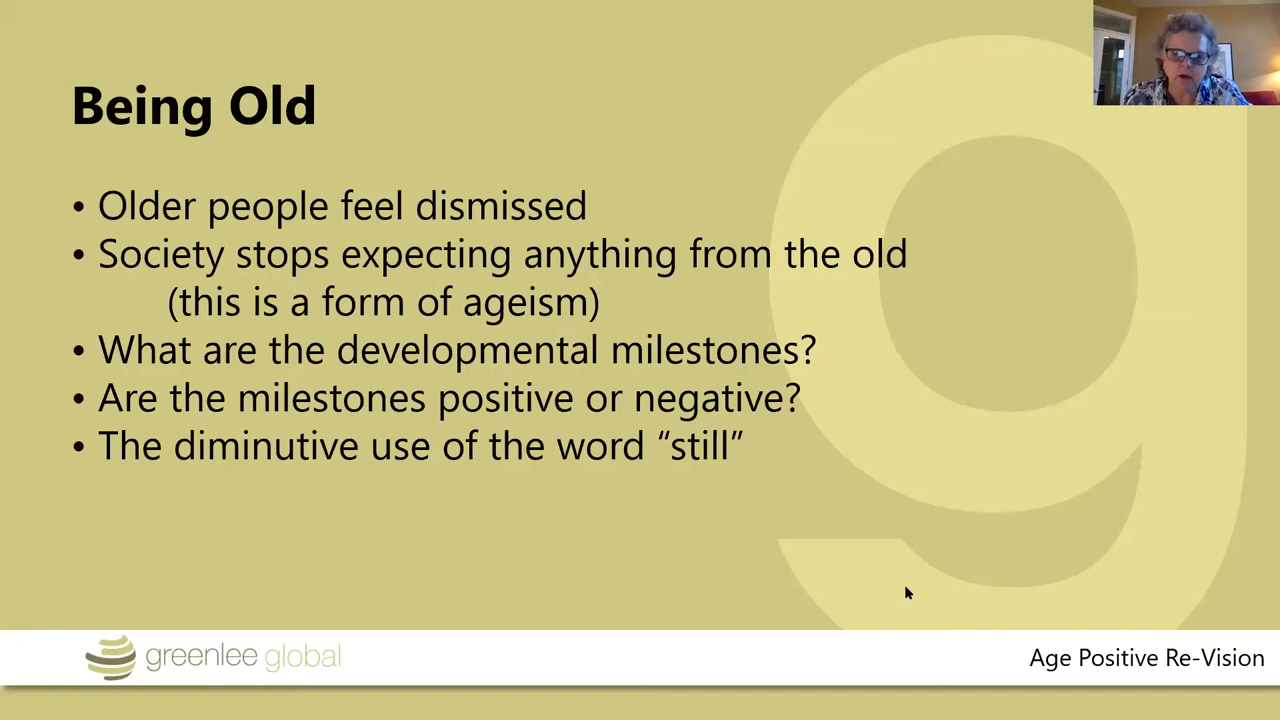 Being Old
• Older people feel dismissed
• Society stops expecting anything from the old
(this is a form of ageism)
• What are the developmental milestones?
• Are the milestones positive or negative?
• The diminutive use of the word “still”
greenlee global
Age Positive Re-Vision